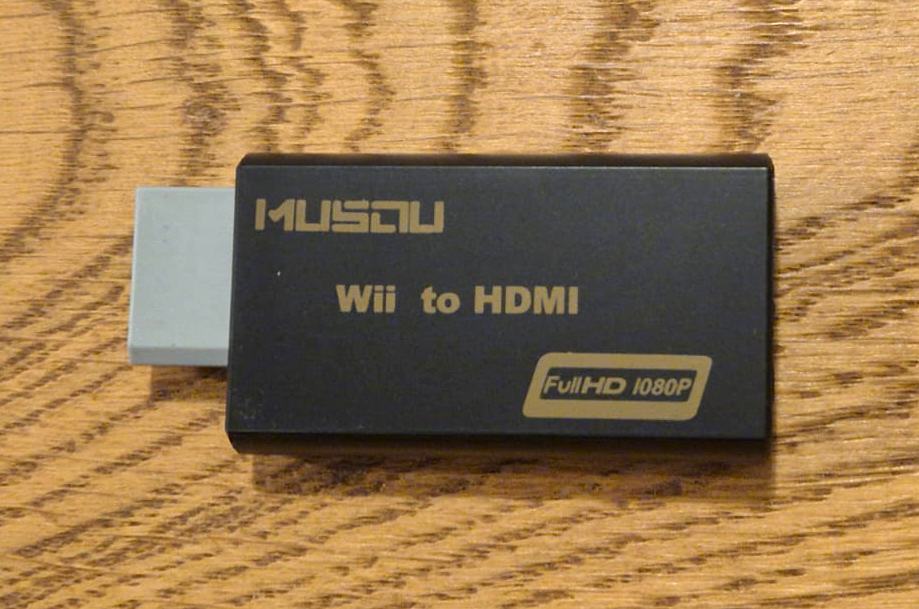 MUSOU
Wii to HDMI
FullHD 1080P